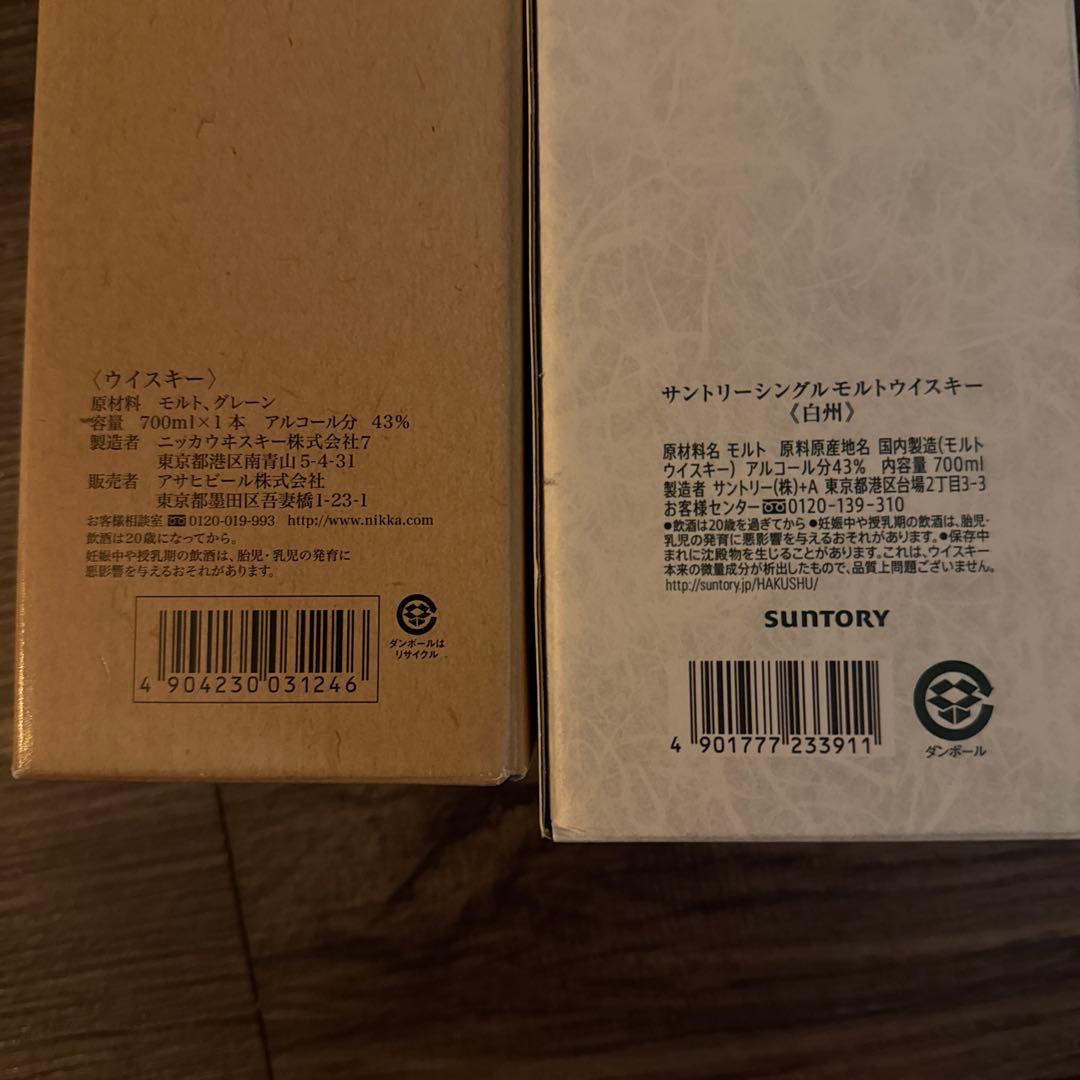 〈ウイスキー〉
原材料 モルト、グレーン
容量 700ml×1本 アルコール分 43%
製造者 ニッカウヰスキー株式会社7
東京都港区南青山5-4-31
販売者 アサヒビール株式会社
東京都墨田区吾妻橋1-23-1
お客様相談室 0120-019-993 http://www.nikka.com
飲酒は20歳になってから。
妊娠中や授乳期の飲酒は、胎児・乳児の発育に
悪影響を与えるおそれがあります。
4 904230 031246
ダンボールは
リサイクル
サントリーシングルモルトウイスキー
《白州》
原材料名 モルト 原料原産地名 国内製造(モルト
ウイスキー) アルコール分43% 内容量 700ml
製造者 サントリー(株)+A 東京都港区台場2丁目3-3
お客様センター 0120-139-310
●飲酒は20歳を過ぎてから ●妊娠中や授乳期の飲酒は、胎児・
乳児の発育に悪影響を与えるおそれがあります。●保存中
まれに沈殿物を生じることがあります。これは、ウイスキー
本来の微量成分が析出したもので、品質上問題ございません。
http://suntory.jp/HAKUSHU/
SUNTORY
4 901777 233911
ダンボール